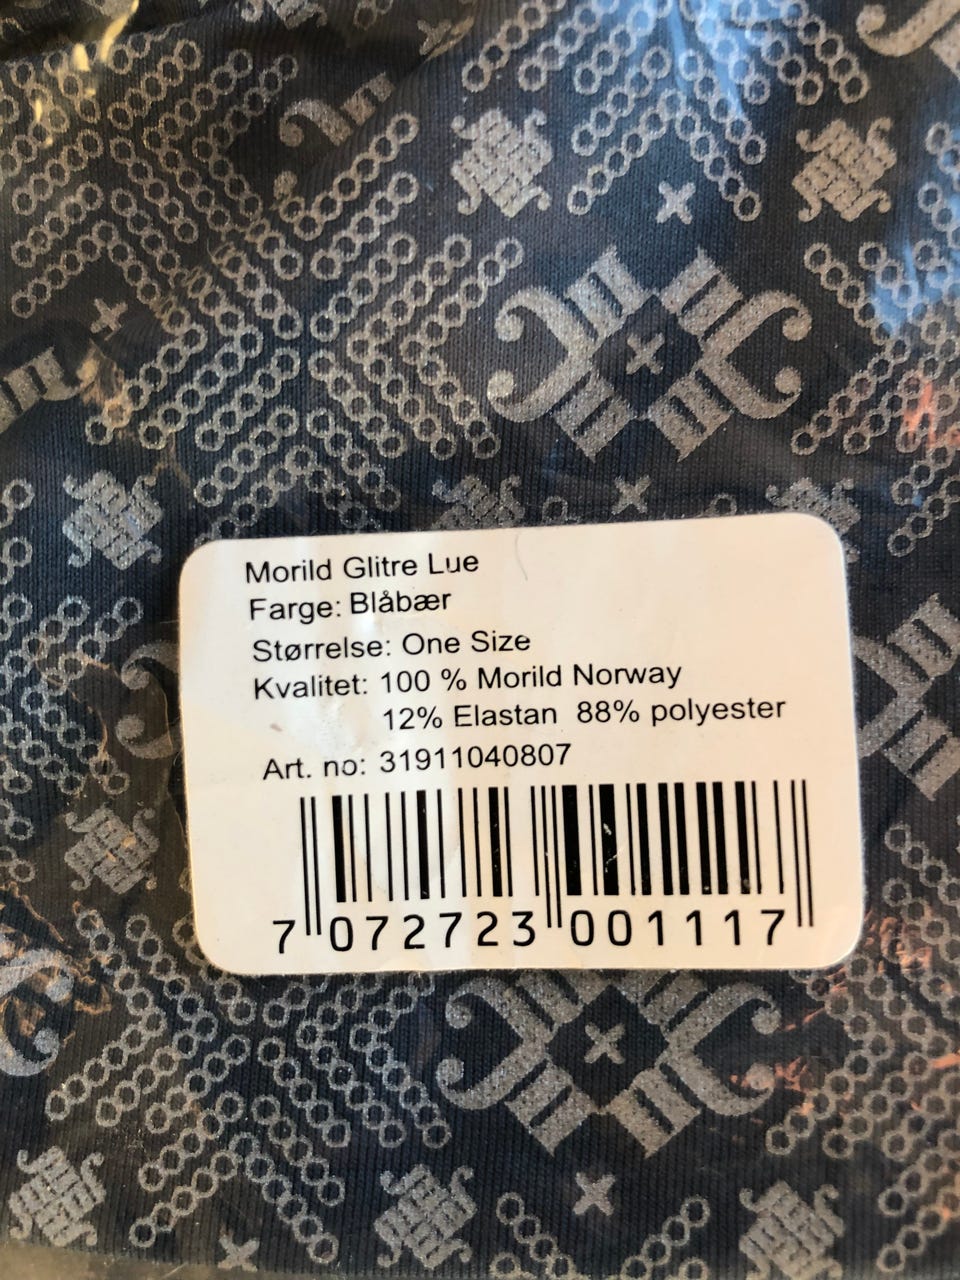 Morild Glitre Lue
Farge: Blåbær
Størrelse: One Size
Kvalitet: 100 % Morild Norway
12% Elastan 88% polyester
Art. no: 31911040807
7 072723 001117